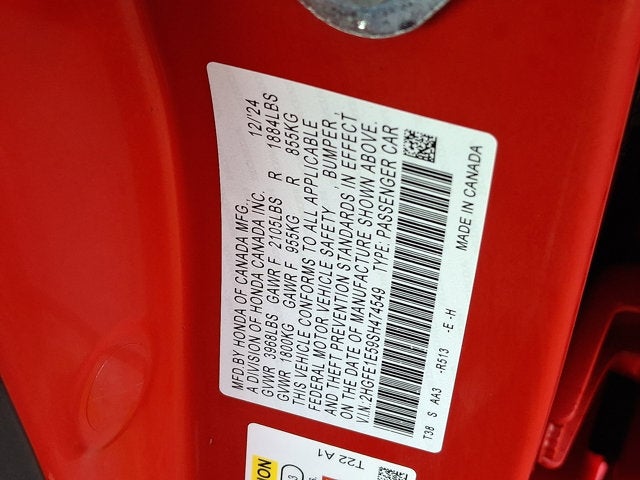 MFD.BY HONDA OF CANADA MFG., 12/'24
A DIVISION OF HONDA CANADA INC.
GVWR 3968LBS GAWR F 2105LBS R 1884LBS
GVWR 1800KG GAWR F 955KG R 855KG
THIS VEHICLE CONFORMS TO ALL APPLICABLE
FEDERAL MOTOR VEHICLE SAFETY , BUMPER,
AND THEFT PREVENTION STANDARDS IN EFFECT
ON THE DATE OF MANUFACTURE SHOWN ABOVE.
V.I.N.2HGFE1E59SH474549 TYPE: PASSENGER CAR
T38 S AA3 -R513 -E -H
MADE IN CANADA
T22 A1